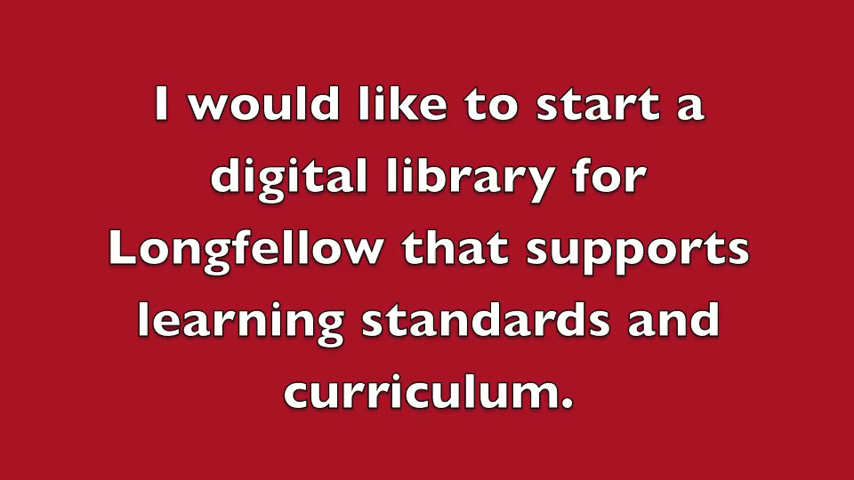 I would like to start a
digital library for
Longfellow that supports
learning standards and
curriculum.